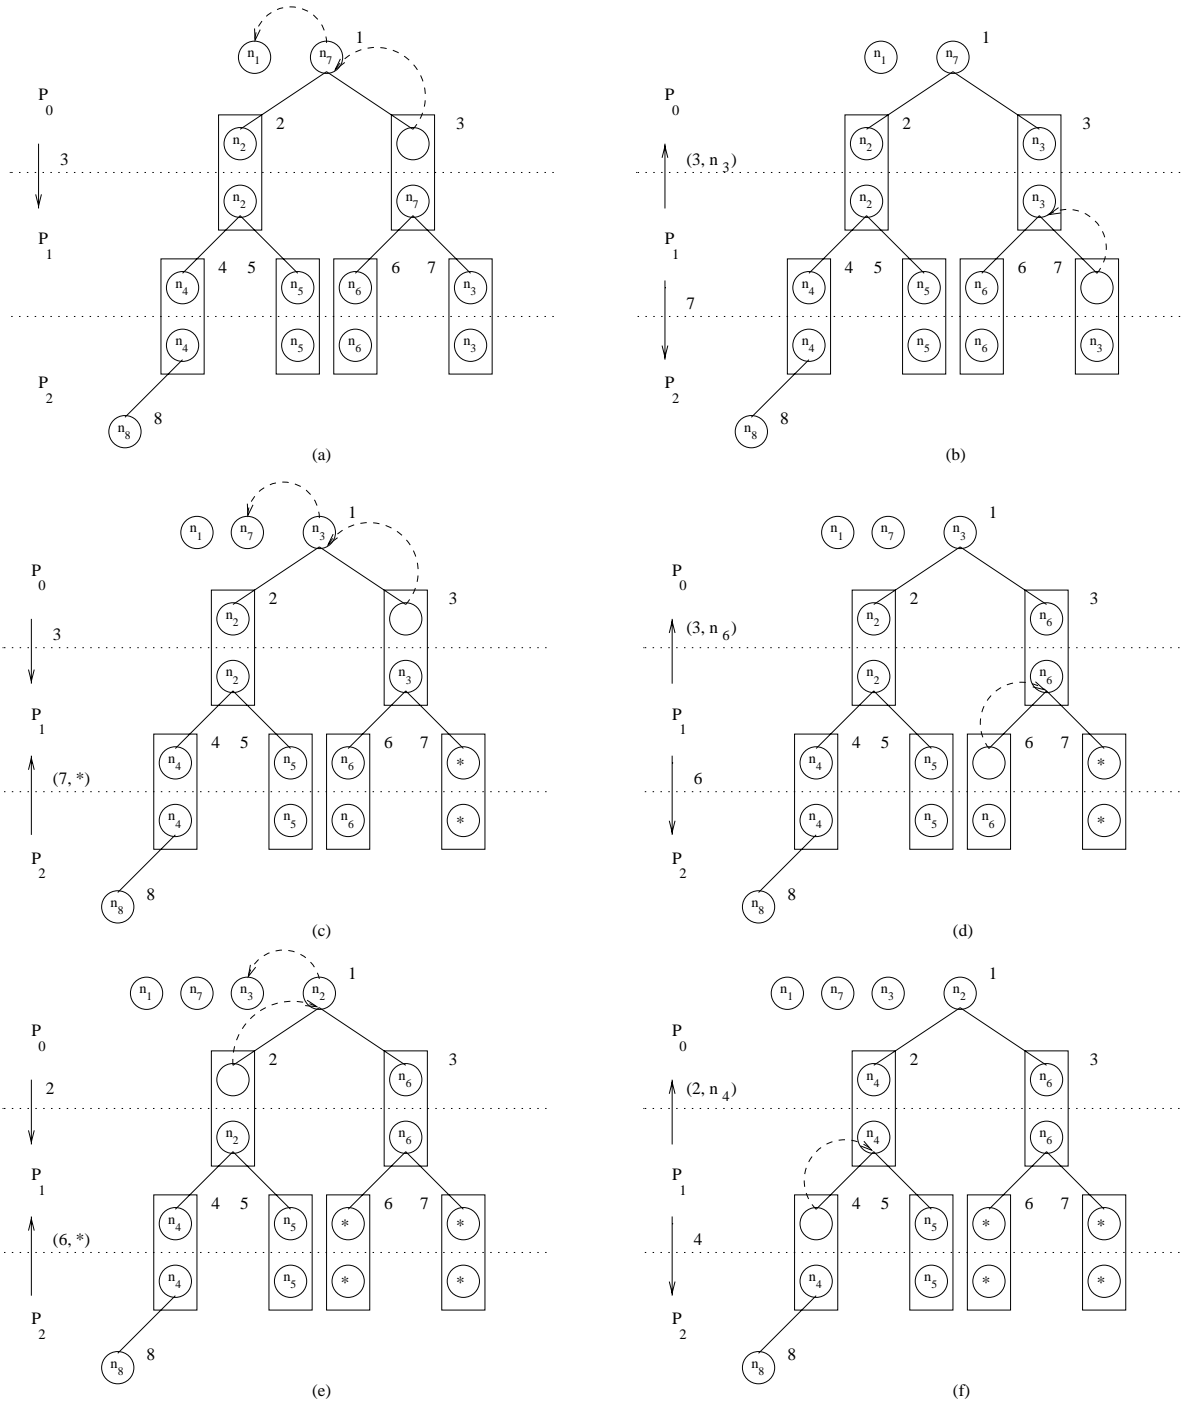 n1 n7 1
P0
2 3
n2
3
n2 n7
P1
4 5 6 7
n4 n5 n6 n3
n4 n5 n6 n3
P2
8
n8
(a)
n1 n7 1
P0
2 3
n2 n3
(3, n3)
n2 n3
P1
4 5 6 7
n4 n5 n6
7
n4 n5 n6 n3
P2
8
n8
(b)
n1 n7 n3 1
P0
2 3
n2
3
n2 n3
P1
4 5 6 7
n4 n5 n6 *
(7, *)
n4 n5 n6 *
P2
8
n8
(c)
n1 n7 n3 1
P0
2 3
n2 n6
(3, n6)
n2 n6
P1
4 5 6 7
n4 n5 *
6
n4 n5 n6 *
P2
8
n8
(d)
n1 n7 n3 n2 1
P0
2 3
n6
2
n2 n6
P1
4 5 6 7
n4 n5 * *
(6, *)
n4 n5 * *
P2
8
n8
(e)
n1 n7 n3 n2 1
P0
2 3
n4 n6
(2, n4)
n4 n6
P1
4 5 6 7
n5 * *
4
n4 n5 * *
P2
8
n8
(f)